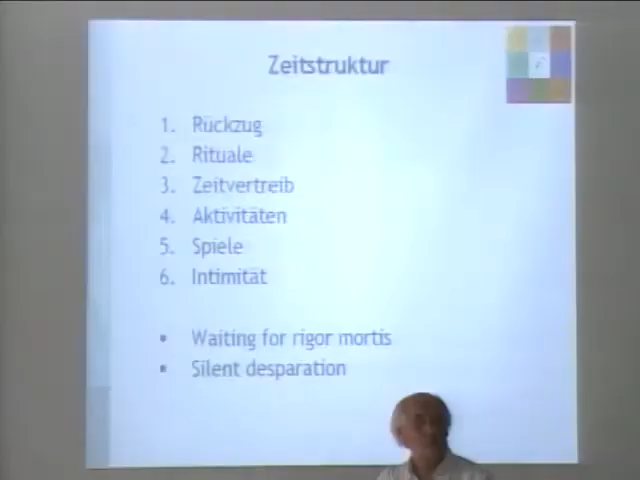 Zeitstruktur
1. Rückzug
2. Rituale
3. Zeitvertreib
4. Aktivitäten
5. Spiele
6. Intimität
• Waiting for rigor mortis
• Silent desparation